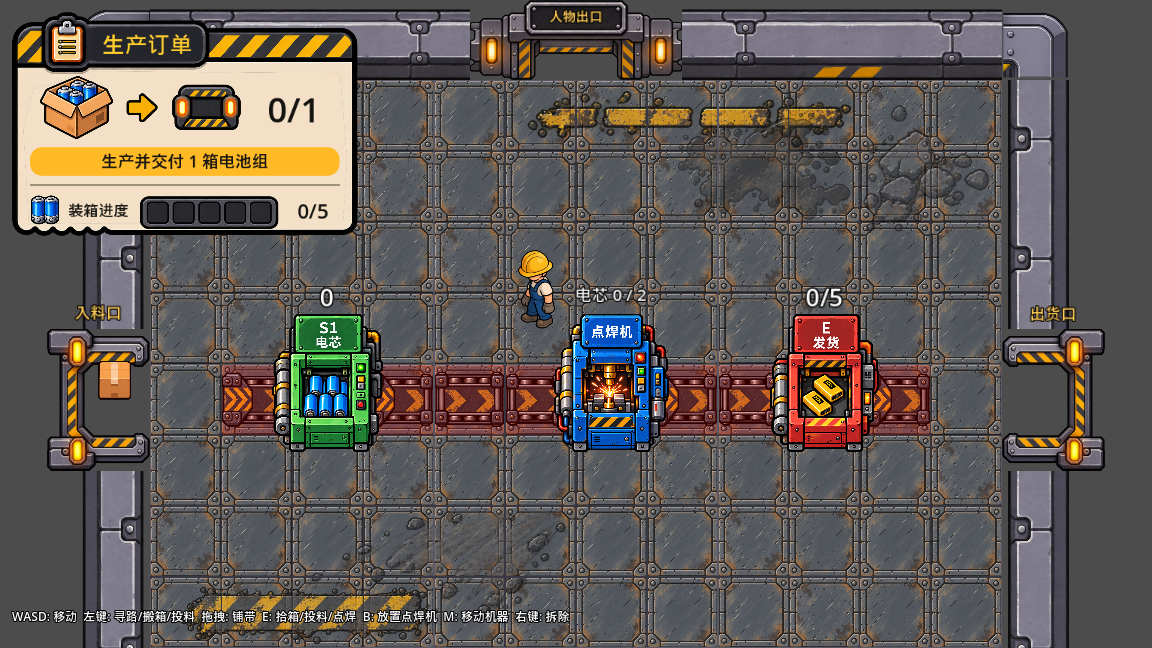 人物出口
生产订单
0/1
生产并交付 1 箱电池组
装箱进度
0/5
入料口
0
S1
电芯
电芯 0 / 2
点焊机
0/5
E
发货
出货口
WASD: 移动 左键: 寻路/搬箱/投料 拖拽: 铺带 E: 拾箱/投料/点焊 B: 放置点焊机 M: 移动机器 右键: 拆除